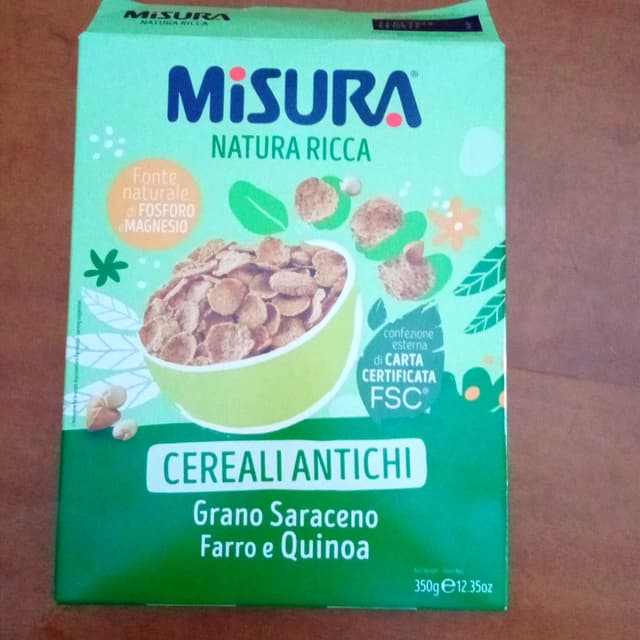 MiSURA
NATURA RICCA
MiSURA®
NATURA RICCA
Fonte
naturale
di FOSFORO
e MAGNESIO
confezione
esterna
di CARTA
CERTIFICATA
FSC®
CEREALI ANTICHI
Grano Saraceno
Farro e Quinoa
350g ℮ 12.35oz